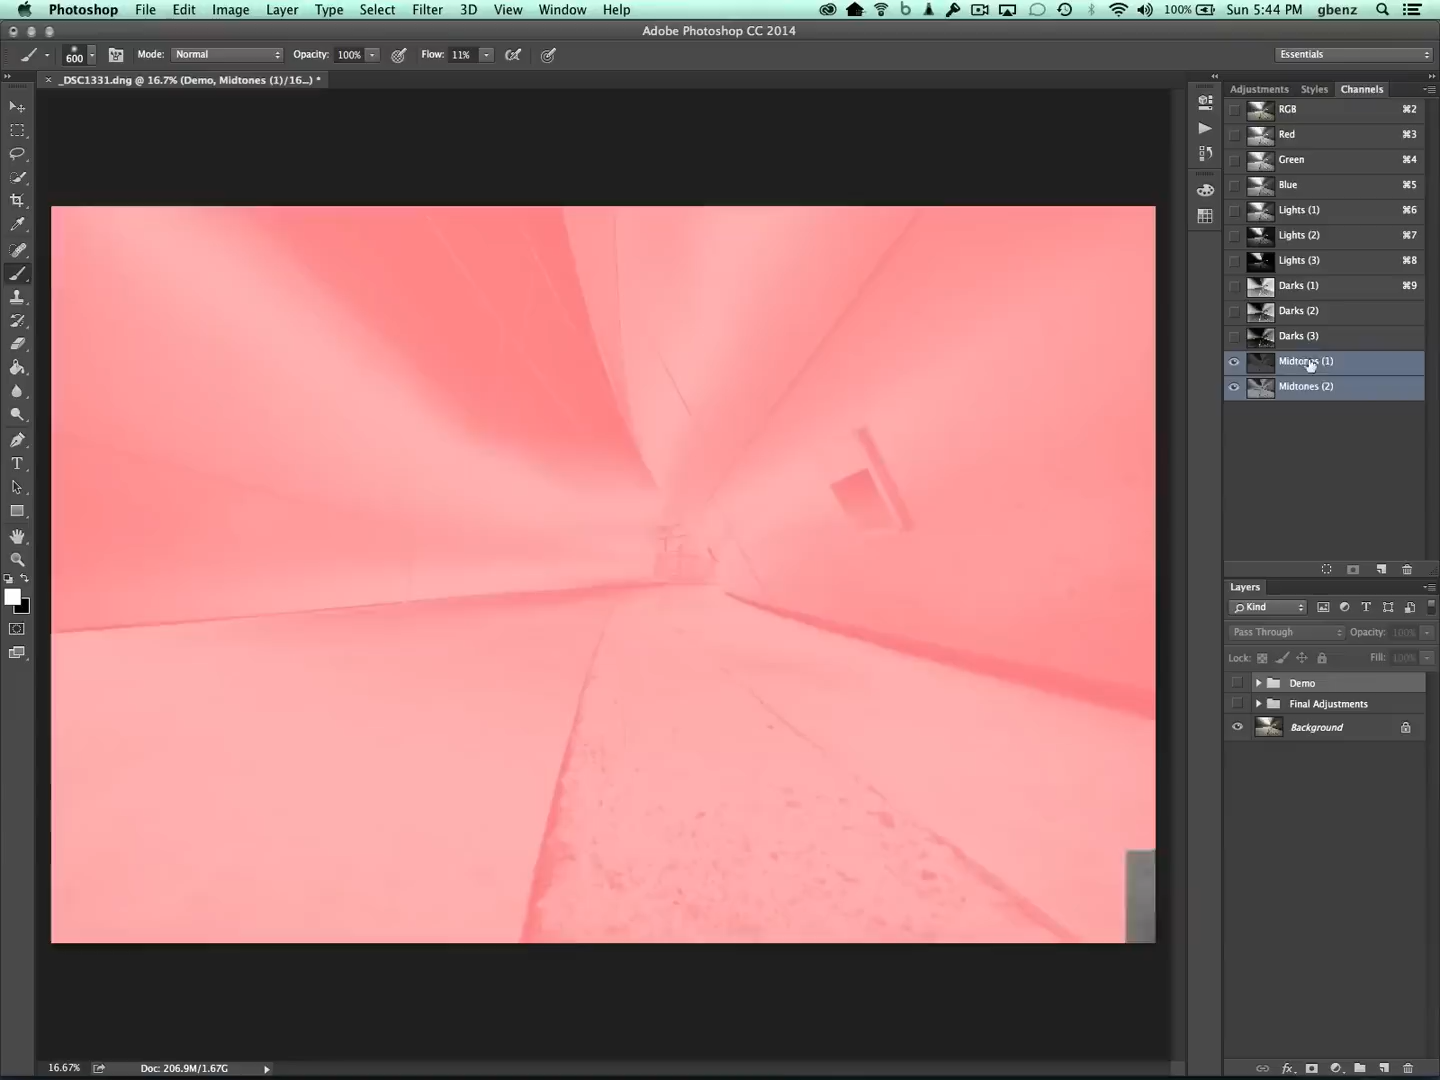 Photoshop File Edit Image Layer Type Select Filter 3D View Window Help 100% Sun 5:44 PM gbenz
Adobe Photoshop CC 2014
600 Mode: Normal Opacity: 100% Flow: 11% Essentials
× _DSC1331.dng @ 16.7% (Demo, Midtones (1)/16...) *
Adjustments Styles Channels
RGB ⌘2
Red ⌘3
Green ⌘4
Blue ⌘5
Lights (1) ⌘6
Lights (2) ⌘7
Lights (3) ⌘8
Darks (1) ⌘9
Darks (2)
Darks (3)
Midtones (1)
Midtones (2)
Layers
Kind
Pass Through Opacity: 100%
Lock: Fill: 100%
Demo
Final Adjustments
Background
16.67% Doc: 206.9M/1.67G